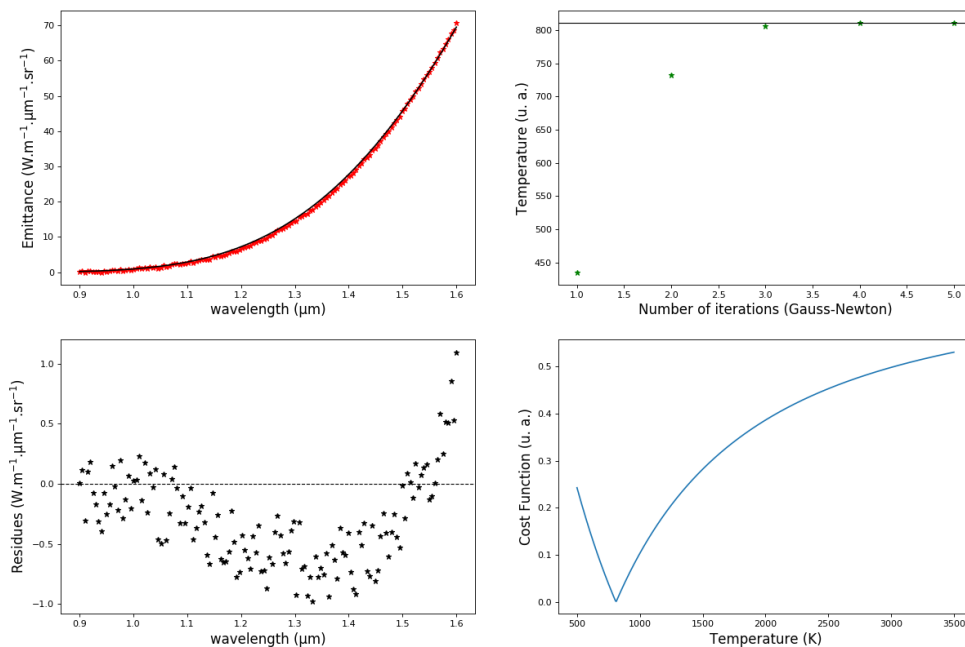 Emittance (W.m⁻¹.µm⁻¹.sr⁻¹)
70
60
50
40
30
20
10
0
0.9 1.0 1.1 1.2 1.3 1.4 1.5 1.6
wavelength (µm)
Temperature (u. a.)
800
750
700
650
600
550
500
450
1.0 1.5 2.0 2.5 3.0 3.5 4.0 4.5 5.0
Number of iterations (Gauss-Newton)
Residues (W.m⁻¹.µm⁻¹.sr⁻¹)
1.0
0.5
0.0
−0.5
−1.0
0.9 1.0 1.1 1.2 1.3 1.4 1.5 1.6
wavelength (µm)
Cost Function (u. a.)
0.5
0.4
0.3
0.2
0.1
0.0
500 1000 1500 2000 2500 3000 3500
Temperature (K)